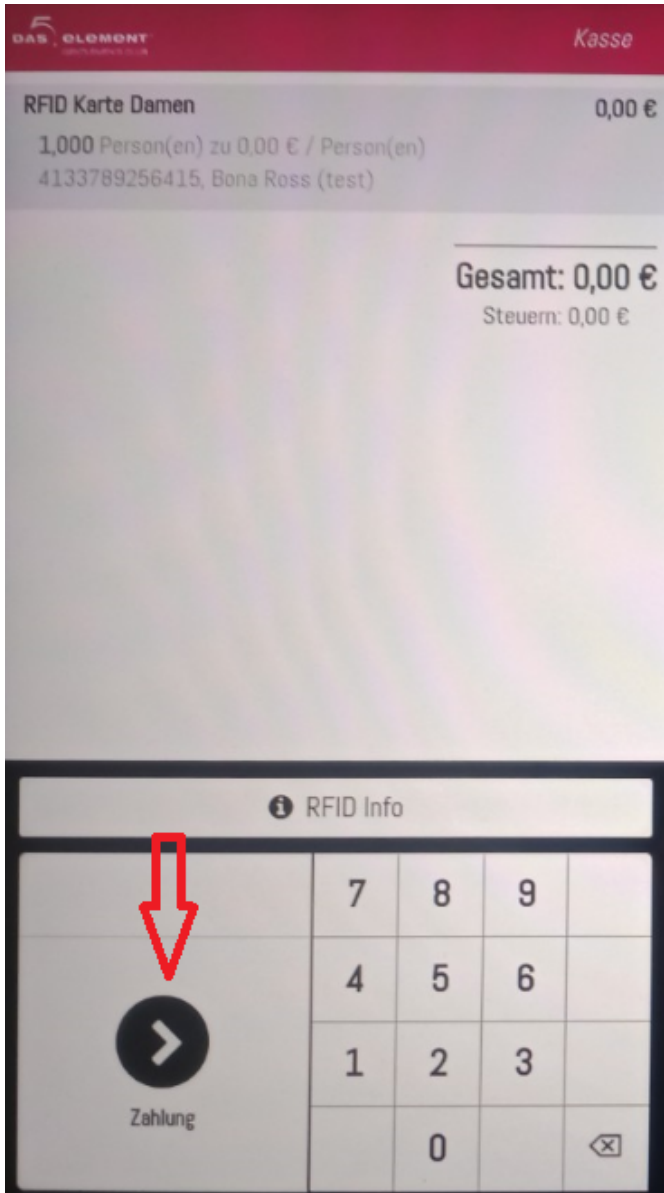 DAS 5 ELEMENT
Kasse
RFID Karte Damen 0,00 €
1,000 Person(en) zu 0,00 € / Person(en)
4133789256415, Bona Ross (test)
Gesamt: 0,00 €
Steuern: 0,00 €
RFID Info
7 8 9
4 5 6
1 2 3
Zahlung
0